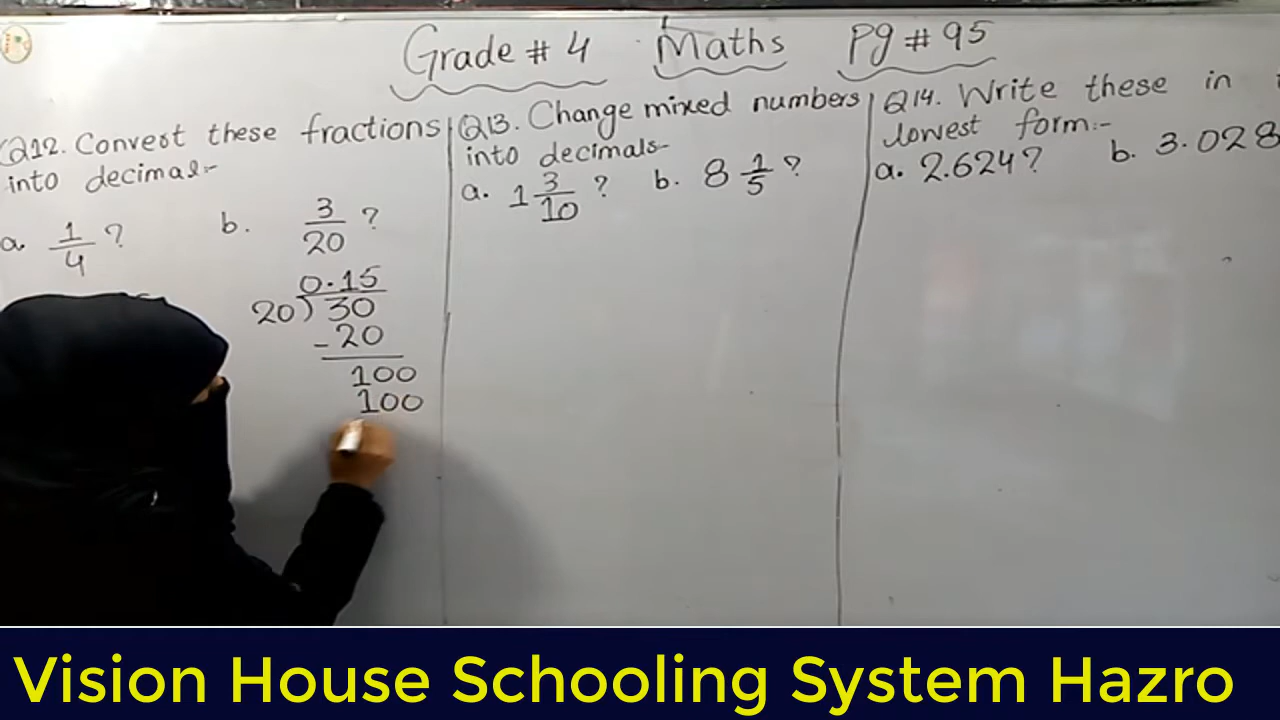 Grade # 4 Maths Pg # 95
Q12. Convert these fractions
into decimal:-
a. 1/4 ?
b. 3/20 ?
0.15
20 ) 30
- 20
100
100
Q13. Change mixed numbers
into decimals-
a. 1 3/10 ?
b. 8 1/5 ?
Q14. Write these in
lowest form:-
a. 2.624?
b. 3.028
Vision House Schooling System Hazro